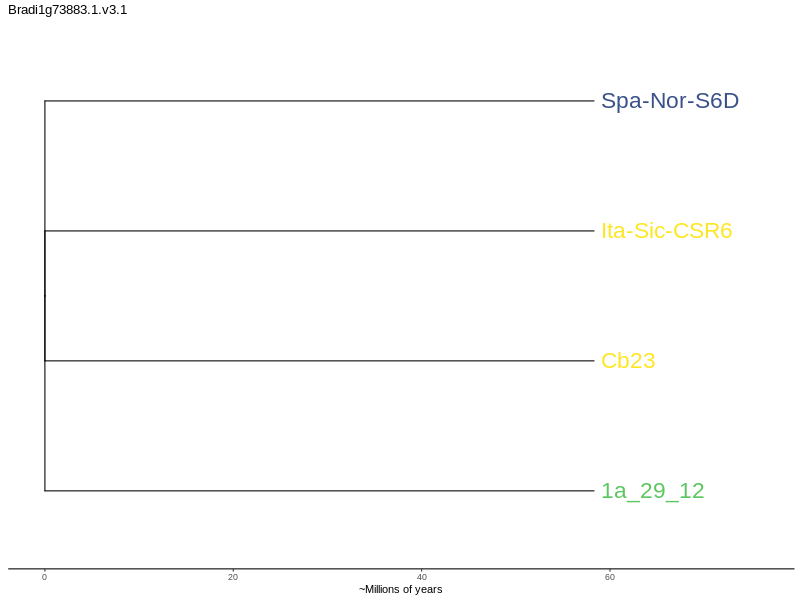 Bradi1g73883.1.v3.1
Spa-Nor-S6D
Ita-Sic-CSR6
Cb23
1a_29_12
0 20 40 60
~Millions of years